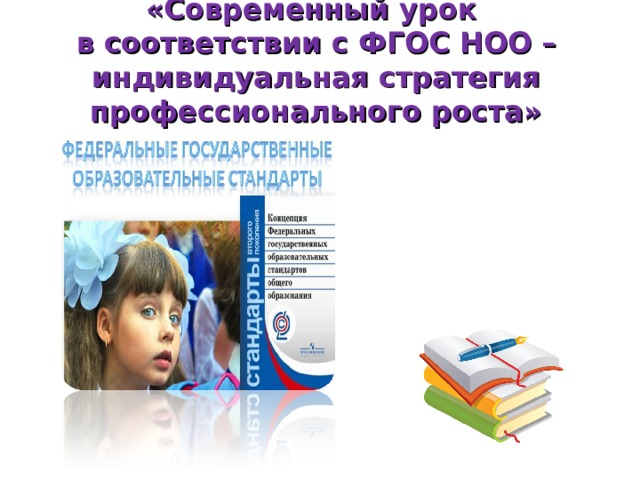 «Современный урок
в соответствии с ФГОС НОО –
индивидуальная стратегия
профессионального роста»
ФЕДЕРАЛЬНЫЕ ГОСУДАРСТВЕННЫЕ
ОБРАЗОВАТЕЛЬНЫЕ СТАНДАРТЫ
стандарты
второго
поколения
Концепция
Федеральных
государственных
образовательных
стандартов
общего
образования
ПРОСВЕЩЕНИЕ